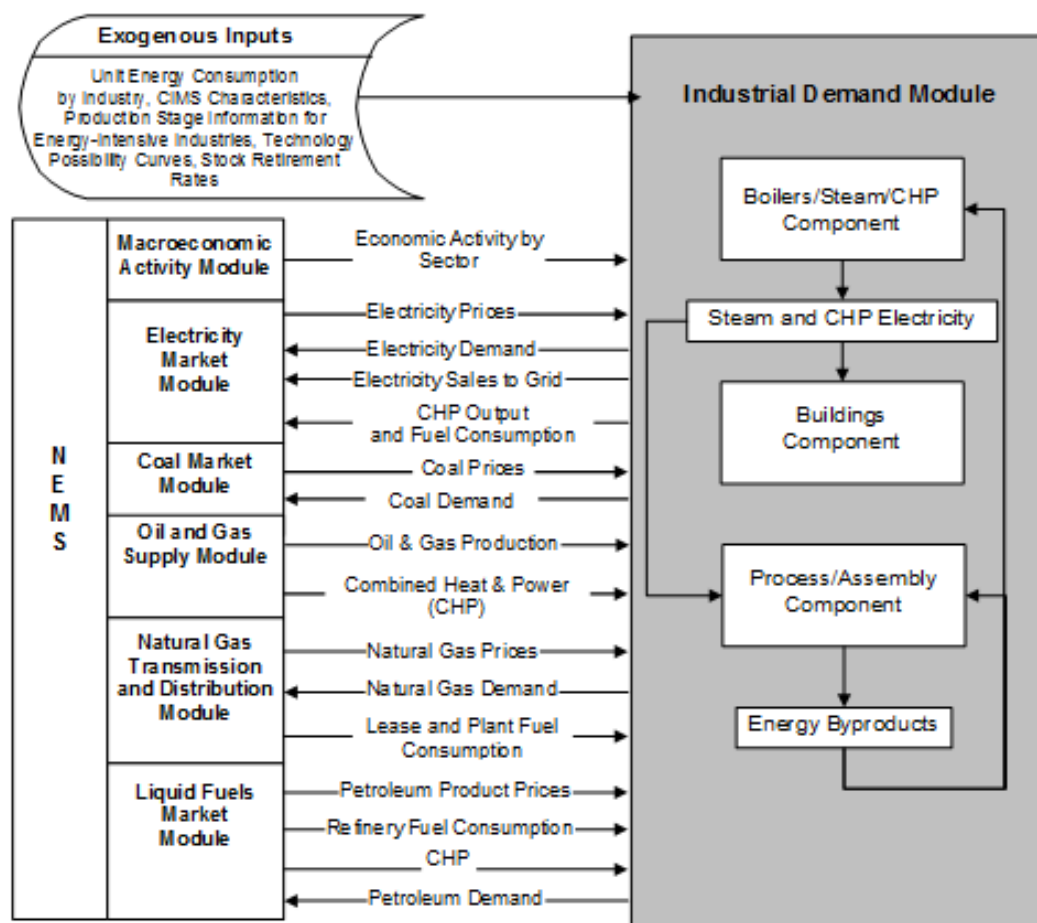 Exogenous Inputs
Unit Energy Consumption
by Industry, CIMS Characteristics,
Production Stage Information for
Energy-Intensive Industries, Technology
Possibility Curves, Stock Retirement
Rates
Industrial Demand Module
Boilers/Steam/CHP
Component
Steam and CHP Electricity
Buildings
Component
Process/Assembly
Component
Energy Byproducts
N
E
M
S
Macroeconomic
Activity Module
Economic Activity by
Sector
Electricity
Market
Module
Electricity Prices
Electricity Demand
Electricity Sales to Grid
CHP Output
and Fuel Consumption
Coal Market
Module
Coal Prices
Coal Demand
Oil and Gas
Supply Module
Oil & Gas Production
Combined Heat & Power
(CHP)
Natural Gas
Transmission
and Distribution
Module
Natural Gas Prices
Natural Gas Demand
Lease and Plant Fuel
Consumption
Liquid Fuels
Market
Module
Petroleum Product Prices
Refinery Fuel Consumption
CHP
Petroleum Demand